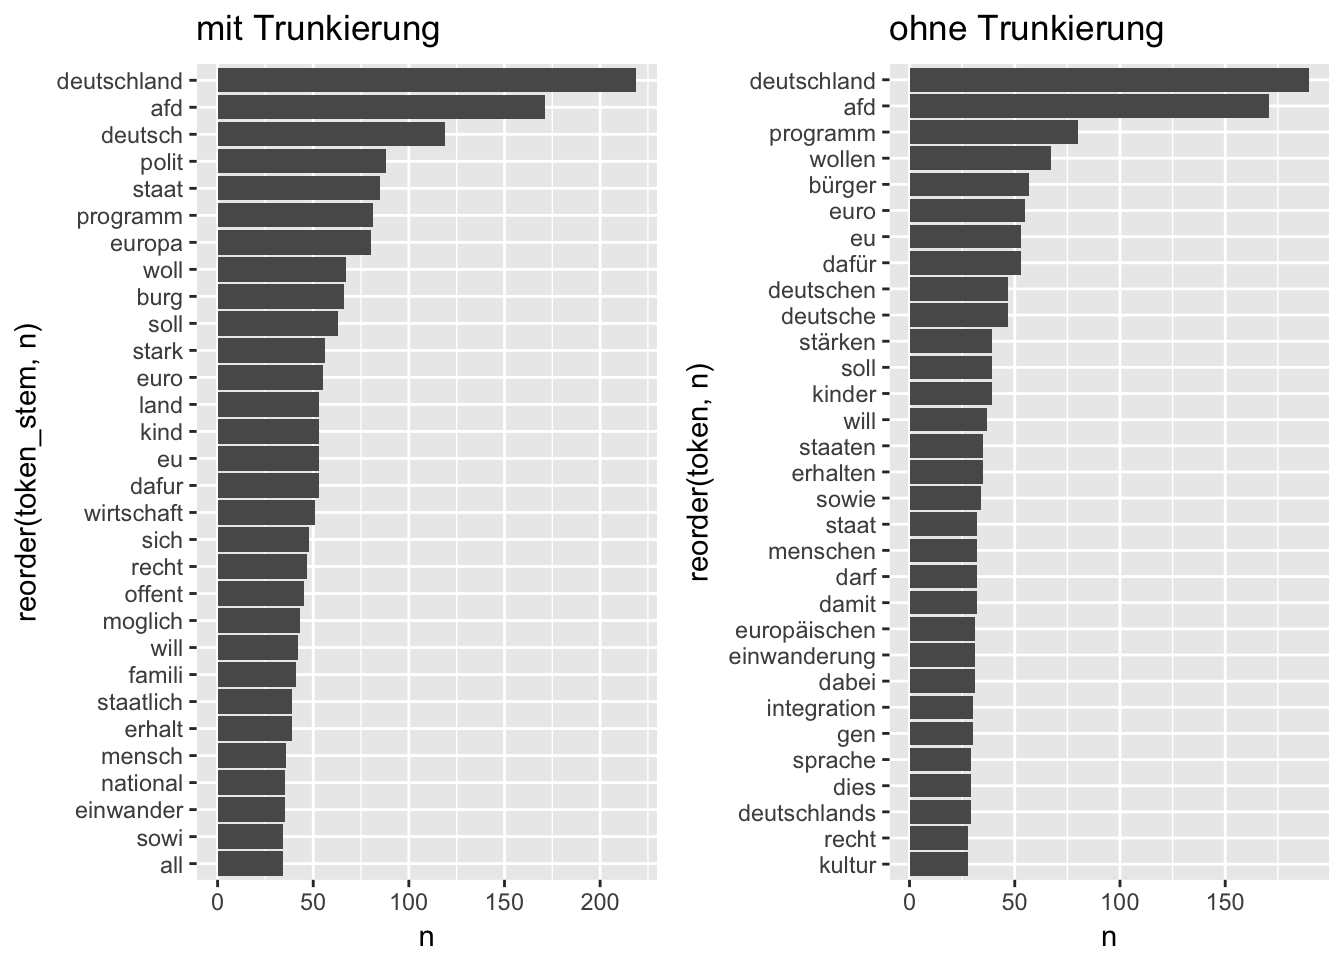 mit Trunkierung
reorder(token_stem, n)
deutschland
afd
deutsch
polit
staat
programm
europa
woll
burg
soll
stark
euro
land
kind
eu
dafur
wirtschaft
sich
recht
offent
moglich
will
famili
staatlich
erhalt
mensch
national
einwander
sowi
all
0 50 100 150 200
n
ohne Trunkierung
reorder(token, n)
deutschland
afd
programm
wollen
bürger
euro
eu
dafür
deutschen
deutsche
stärken
soll
kinder
will
staaten
erhalten
sowie
staat
menschen
darf
damit
europäischen
einwanderung
dabei
integration
gen
sprache
dies
deutschlands
recht
kultur
0 50 100 150
n